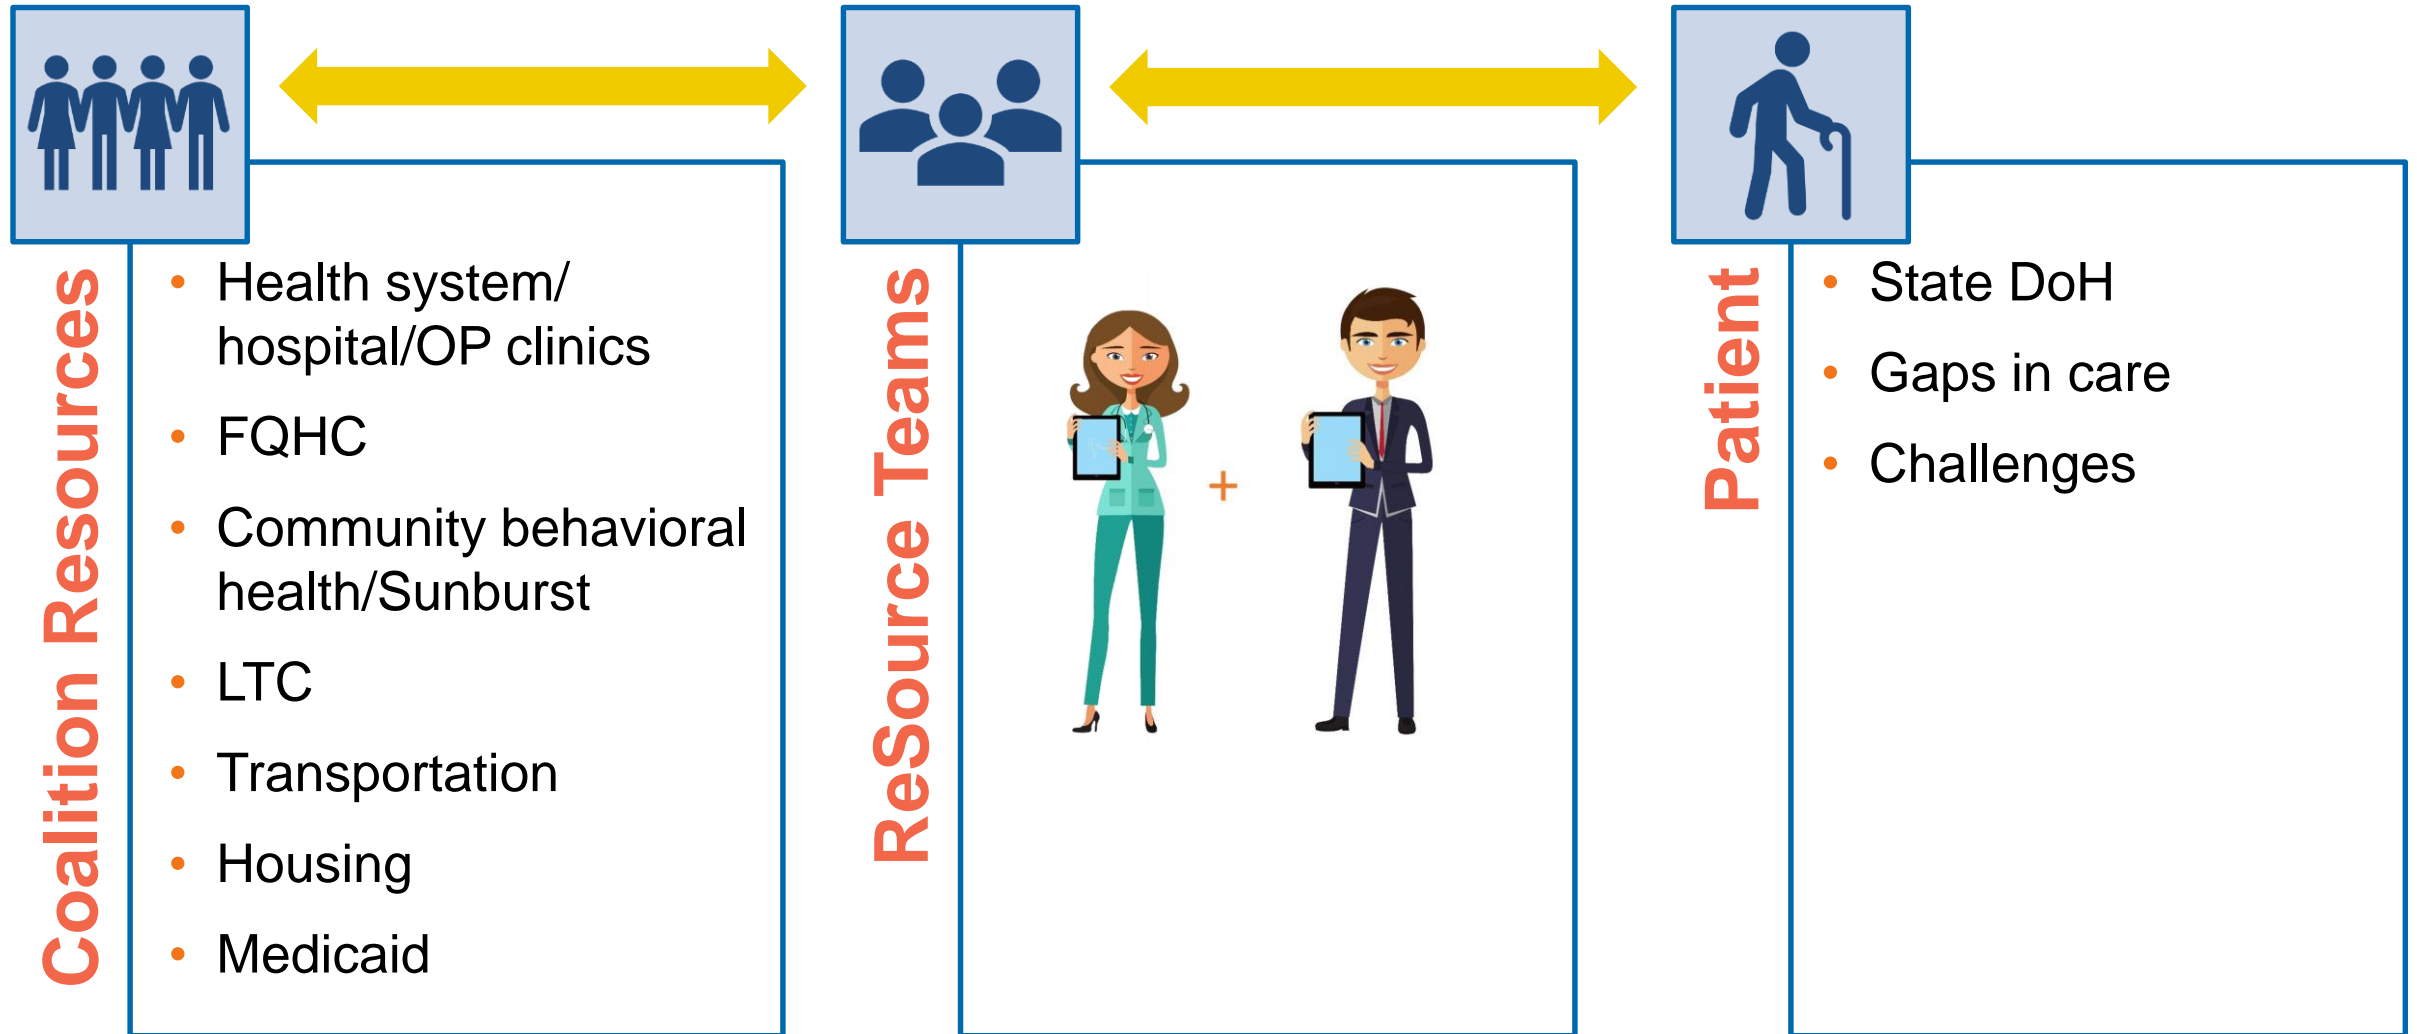 Coalition Resources
• Health system/
hospital/OP clinics
• FQHC
• Community behavioral
health/Sunburst
• LTC
• Transportation
• Housing
• Medicaid
ReSource Teams
+
Patient
• State DoH
• Gaps in care
• Challenges